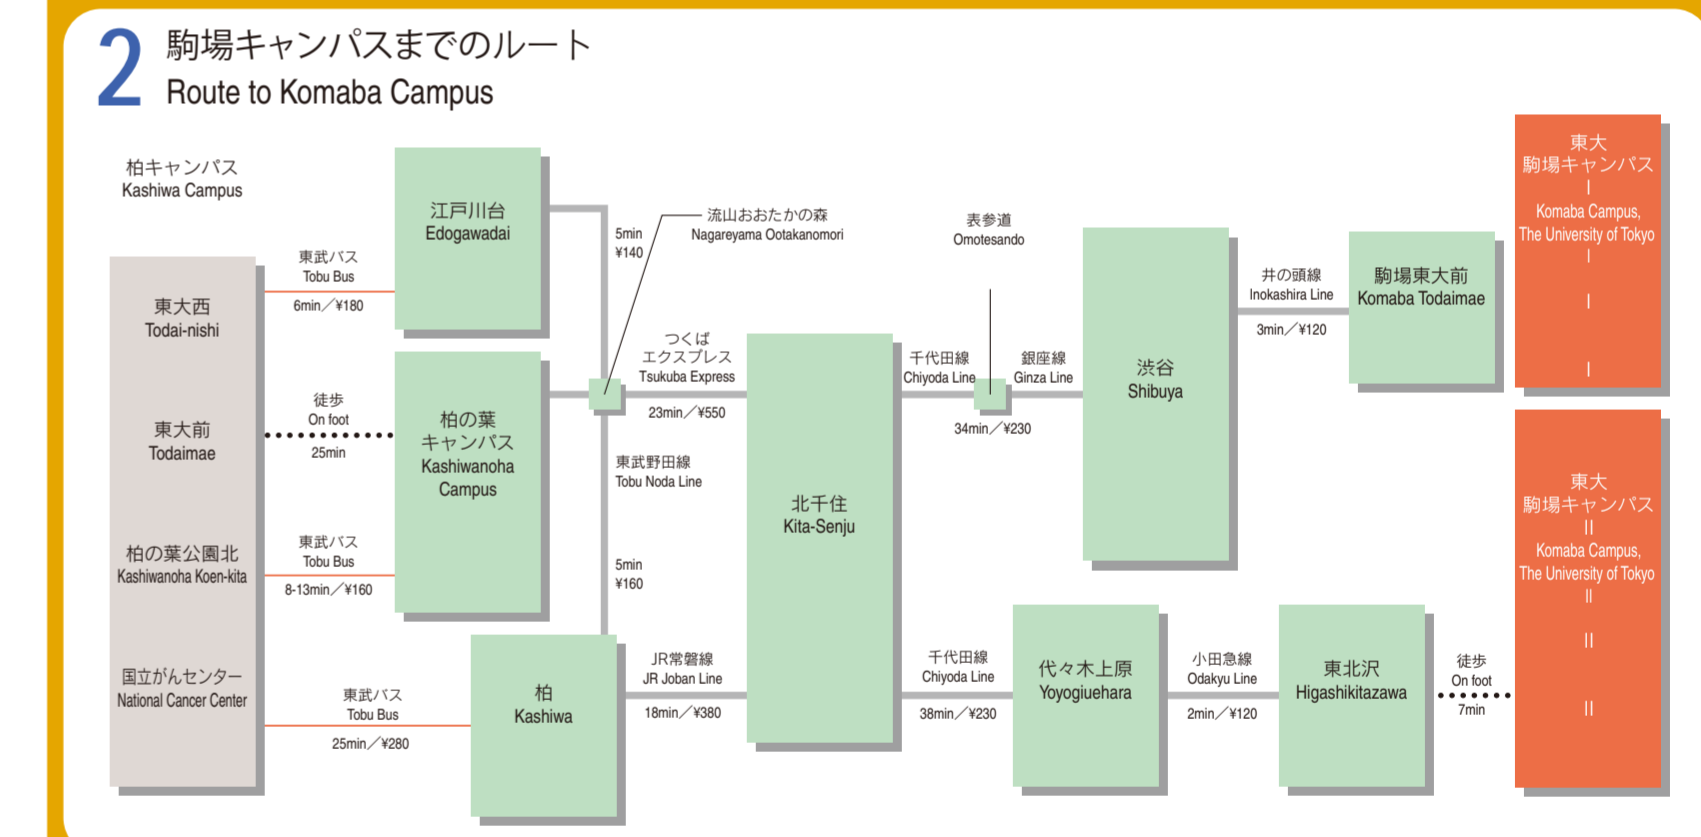 2
駒場キャンパスまでのルート
Route to Komaba Campus
柏キャンパス
Kashiwa Campus
東大西
Todai-nishi
東大前
Todaimae
柏の葉公園北
Kashiwanoha Koen-kita
国立がんセンター
National Cancer Center
東武バス
Tobu Bus
6min/¥180
徒歩
On foot
25min
東武バス
Tobu Bus
8-13min/¥160
東武バス
Tobu Bus
25min/¥280
江戸川台
Edogawadai
柏の葉
キャンパス
Kashiwanoha
Campus
柏
Kashiwa
5min
¥140
流山おおたかの森
Nagareyama Ootakanomori
つくば
エクスプレス
Tsukuba Express
23min/¥550
東武野田線
Tobu Noda Line
5min
¥160
JR常磐線
JR Joban Line
18min/¥380
北千住
Kita-Senju
表参道
Omotesando
千代田線
Chiyoda Line
銀座線
Ginza Line
34min/¥230
千代田線
Chiyoda Line
38min/¥230
渋谷
Shibuya
代々木上原
Yoyogiuehara
井の頭線
Inokashira Line
3min/¥120
小田急線
Odakyu Line
2min/¥120
駒場東大前
Komaba Todaimae
東北沢
Higashikitazawa
徒歩
On foot
7min
東大
駒場キャンパス
I
Komaba Campus,
The University of Tokyo
I
I
I
東大
駒場キャンパス
II
Komaba Campus,
The University of Tokyo
II
II
II